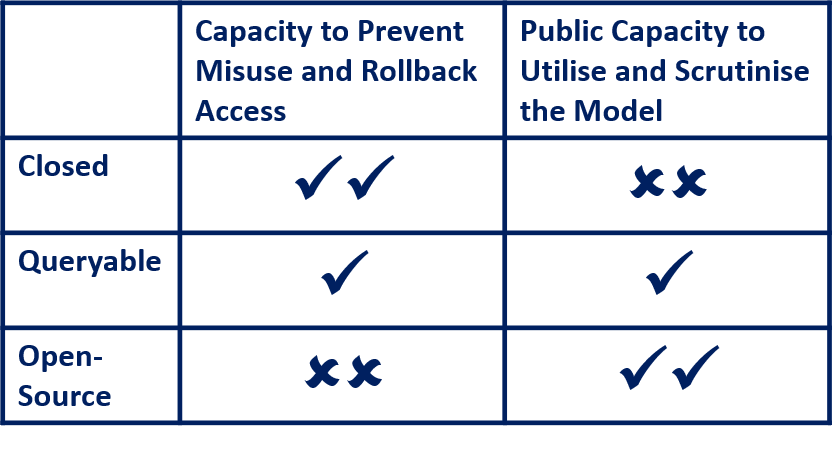 Capacity to Prevent
Misuse and Rollback
Access
Public Capacity to
Utilise and Scrutinise
the Model
Closed
✓✓
✘✘
Queryable
✓
✓
Open-
Source
✘✘
✓✓